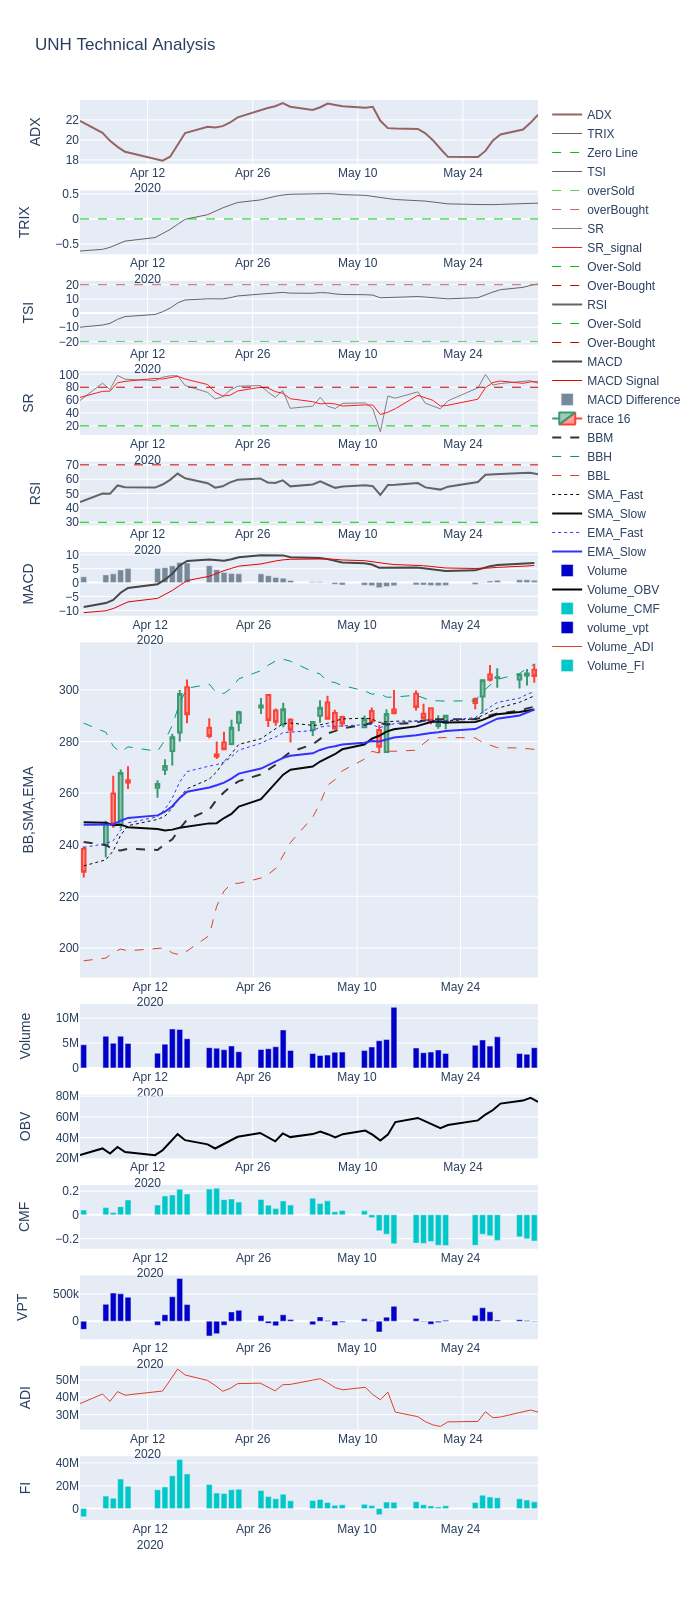 UNH Technical Analysis
ADX
22
20
18
Apr 12
2020
Apr 26
May 10
May 24
TRIX
0.5
0
−0.5
Apr 12
2020
Apr 26
May 10
May 24
TSI
20
10
0
−10
−20
Apr 12
2020
Apr 26
May 10
May 24
SR
100
80
60
40
20
Apr 12
2020
Apr 26
May 10
May 24
RSI
70
60
50
40
30
Apr 12
2020
Apr 26
May 10
May 24
MACD
10
5
0
−5
−10
Apr 12
2020
Apr 26
May 10
May 24
BB,SMA,EMA
300
280
260
240
220
200
Apr 12
2020
Apr 26
May 10
May 24
Volume
10M
5M
0
Apr 12
2020
Apr 26
May 10
May 24
OBV
80M
60M
40M
20M
Apr 12
2020
Apr 26
May 10
May 24
CMF
0.2
0
−0.2
Apr 12
2020
Apr 26
May 10
May 24
VPT
500k
0
Apr 12
2020
Apr 26
May 10
May 24
ADI
50M
40M
30M
Apr 12
2020
Apr 26
May 10
May 24
FI
40M
20M
0
Apr 12
2020
Apr 26
May 10
May 24
ADX
TRIX
Zero Line
TSI
overSold
overBought
SR
SR_signal
Over-Sold
Over-Bought
RSI
Over-Sold
Over-Bought
MACD
MACD Signal
MACD Difference
trace 16
BBM
BBH
BBL
SMA_Fast
SMA_Slow
EMA_Fast
EMA_Slow
Volume
Volume_OBV
Volume_CMF
volume_vpt
Volume_ADI
Volume_FI